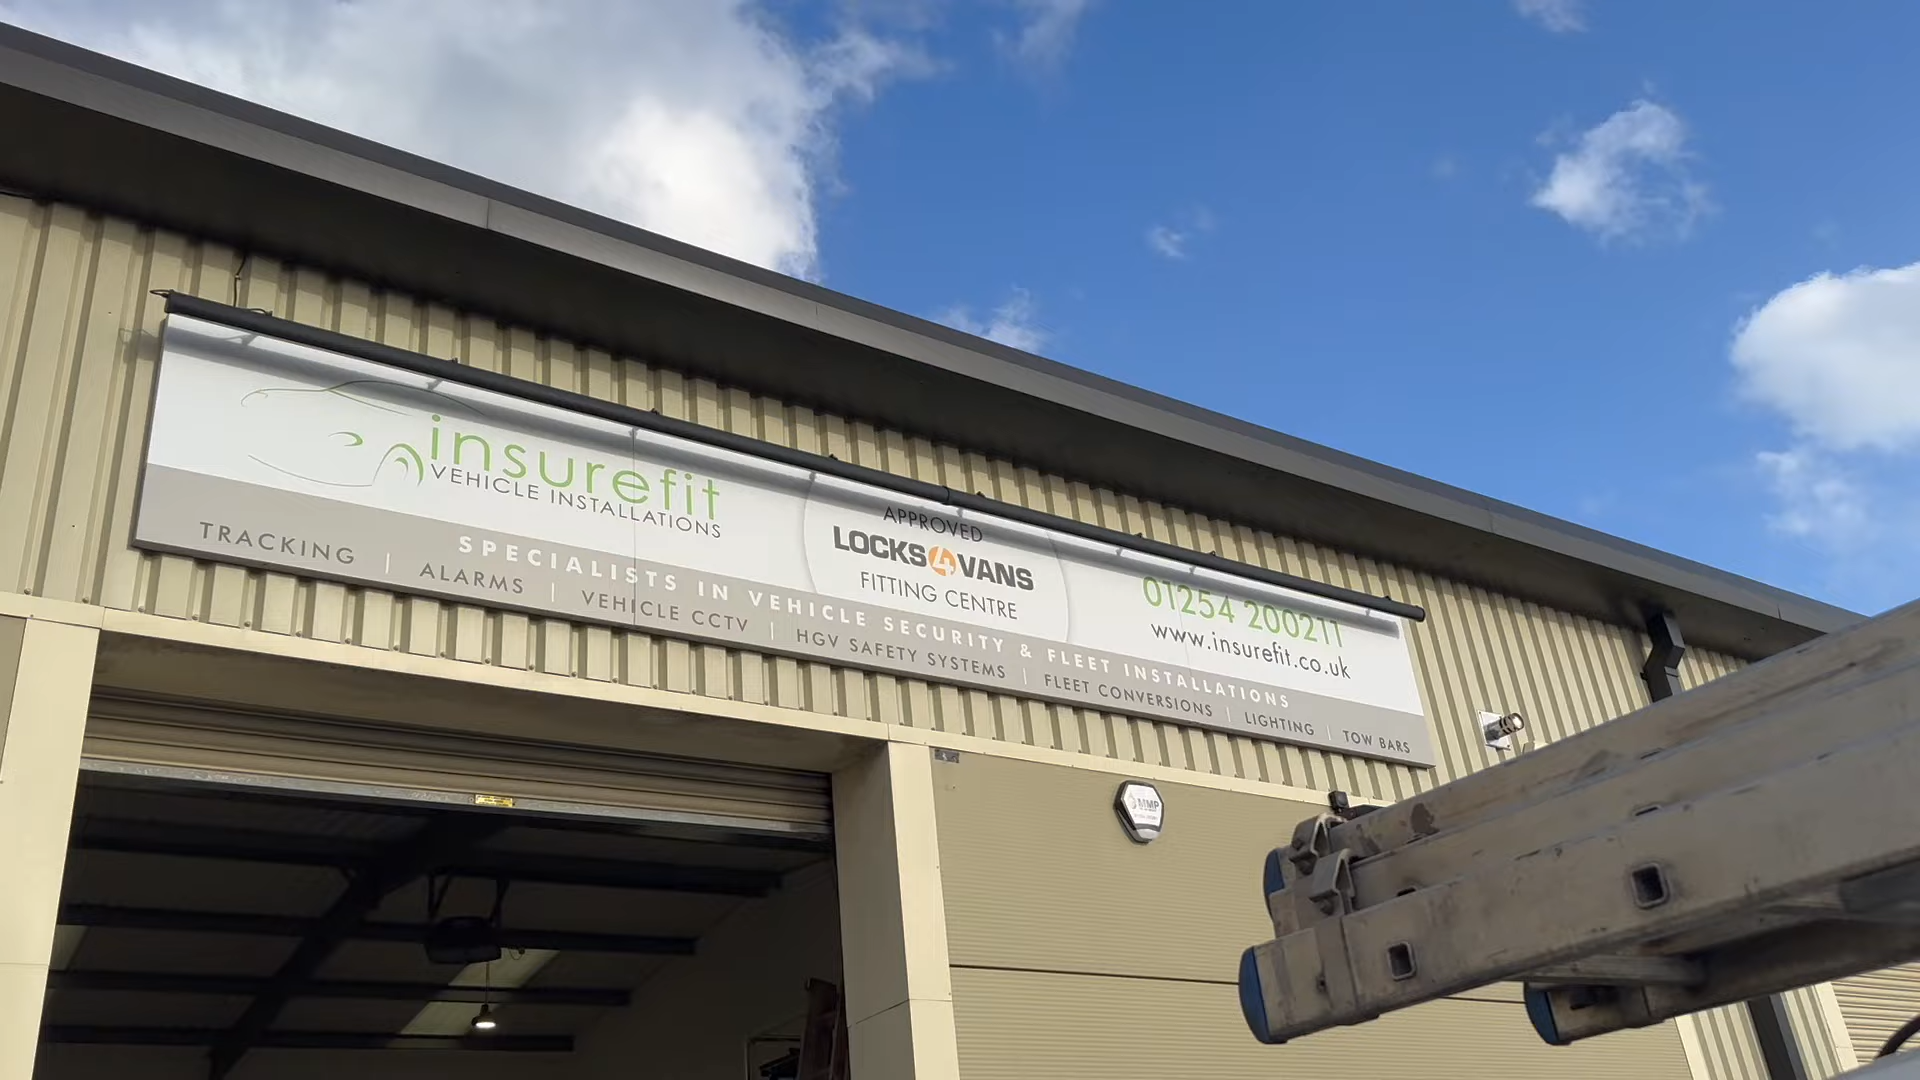 insurefit
VEHICLE INSTALLATIONS
APPROVED
LOCKS4VANS
FITTING CENTRE
01254 200211
www.insurefit.co.uk
SPECIALISTS IN VEHICLE SECURITY & FLEET INSTALLATIONS
TRACKING | ALARMS | VEHICLE CCTV | HGV SAFETY SYSTEMS | FLEET CONVERSIONS | LIGHTING | TOW BARS
MMP